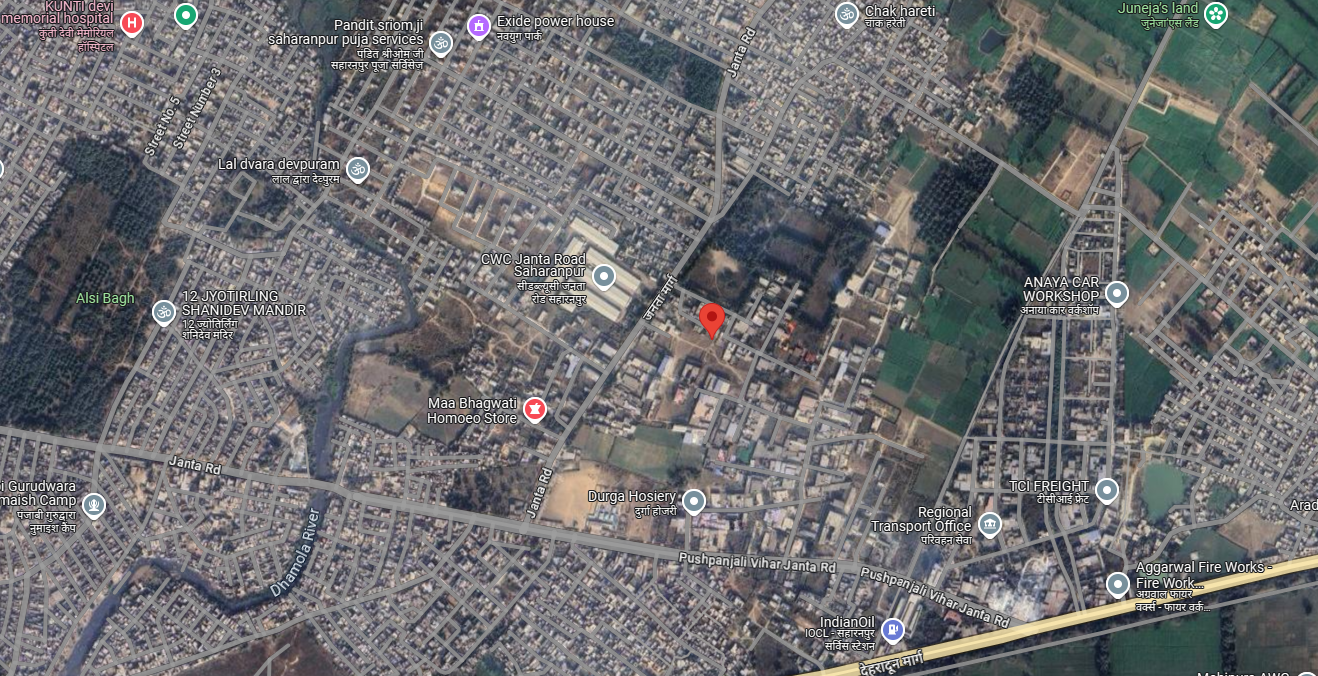 KUNTI devi
memorial hospital
कुंती देवी मेमोरियल
हॉस्पिटल
Pandit sriom ji
saharanpur puja services
पंडित श्रीओम जी
सहारनपुर पूजा सर्विसेज
Exide power house
नवयुग पार्क
Chak hareti
चाक हरेती
Juneja's land
जुनेजा एस लैंड
Janta Rd
Street No. 5
Street Number 3
Lal dvara devpuram
लाल द्वारा देव्पुरम
CWC Janta Road
Saharanpur
सीडब्ल्यूसी जनता
रोड सहारनपुर
जनता मार्ग
ANAYA CAR
WORKSHOP
अनाया कार वर्कशॉप
Alsi Bagh
12 JYOTIRLING
SHANIDEV MANDIR
12 ज्योतिर्लिंग
शनिदेव मंदिर
Maa Bhagwati
Homoeo Store
Janta Rd
Janta Rd
Gurudwara
Camp
पंजाबी गुरुद्वारा
नुमाइश कैंप
Durga Hosiery
दुर्गा होजरी
TCI FREIGHT
टीसीआई फ्रेट
Regional
Transport Office
परिवहन सेवा
Dhamola River
Pushpanjali Vihar Janta Rd
Pushpanjali Vihar Janta Rd
Aggarwal Fire Works -
Fire Work...
अग्रवाल फायर
वर्क्स - फायर वर्क...
IndianOil
IOCL - सहारनपुर
सर्विस स्टेशन
देहरादून मार्ग